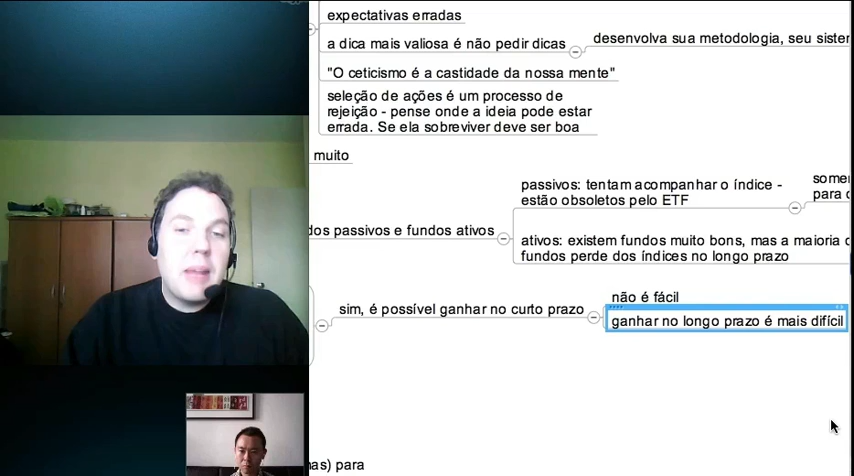 expectativas erradas
a dica mais valiosa é não pedir dicas
desenvolva sua metodologia, seu
"O ceticismo é a castidade da nossa mente"
seleção de ações é um processo de
rejeição - pense onde a ideia pode estar
errada. Se ela sobreviver deve ser boa
muito
passivos: tentam acompanhar o índice -
estão obsoletos pelo ETF
para
passivos e fundos ativos
ativos: existem fundos muito bons, mas a maioria
fundos perde dos índices no longo prazo
não é fácil
sim, é possível ganhar no curto prazo
ganhar no longo prazo é mais difícil
para